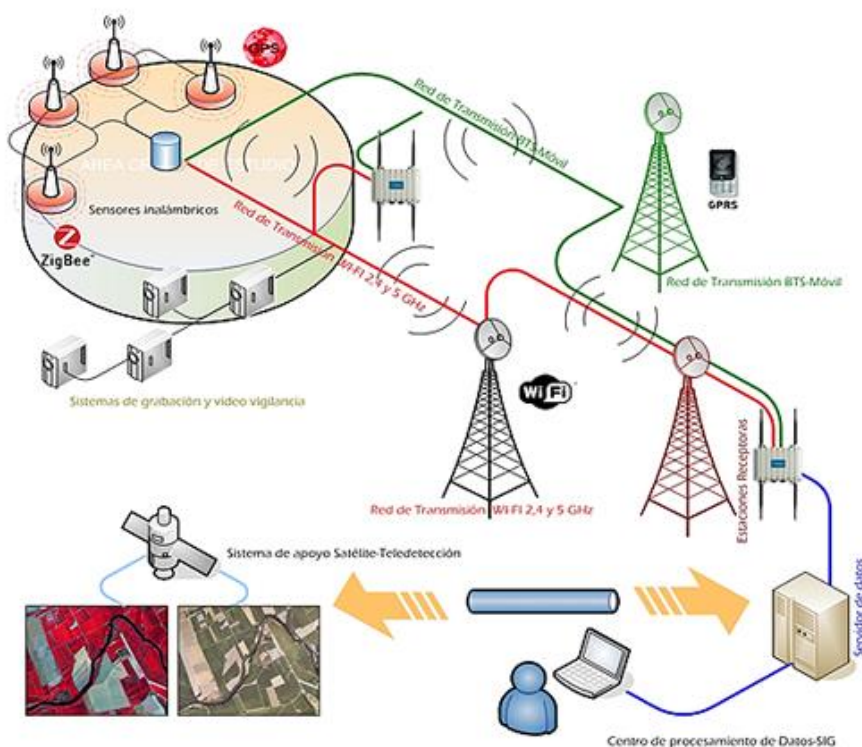 GPS
Red de Transmisión BTS-Móvil
GPRS
Sensores inalámbricos
ZigBee
Red de Transmisión WI-FI 2,4 y 5 GHz
Red de Transmisión BTS-Móvil
Sistemas de grabación y video vigilancia
Wi Fi
Red de Transmisión WI-FI 2,4 y 5 GHz
Estaciones Receptoras
Sistema de apoyo Satélite-Teledetección
Servidor de datos
Centro de procesamiento de Datos-SIG